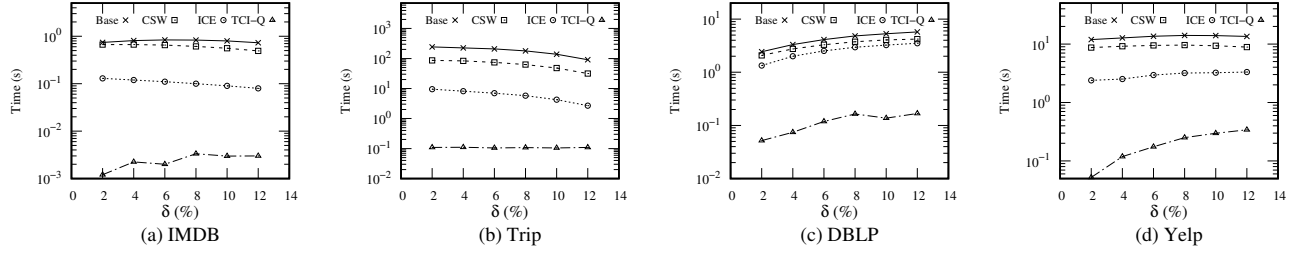 Base CSW ICE TCI-Q
Time (s)
10^0
10^-1
10^-2
10^-3
0 2 4 6 8 10 12 14
δ (%)
(a) IMDB
Base CSW ICE TCI-Q
Time (s)
10^2
10^1
10^0
10^-1
10^-2
0 2 4 6 8 10 12 14
δ (%)
(b) Trip
Base CSW ICE TCI-Q
Time (s)
10^1
10^0
10^-1
10^-2
0 2 4 6 8 10 12 14
δ (%)
(c) DBLP
Base CSW ICE TCI-Q
Time (s)
10^1
10^0
10^-1
0 2 4 6 8 10 12 14
δ (%)
(d) Yelp